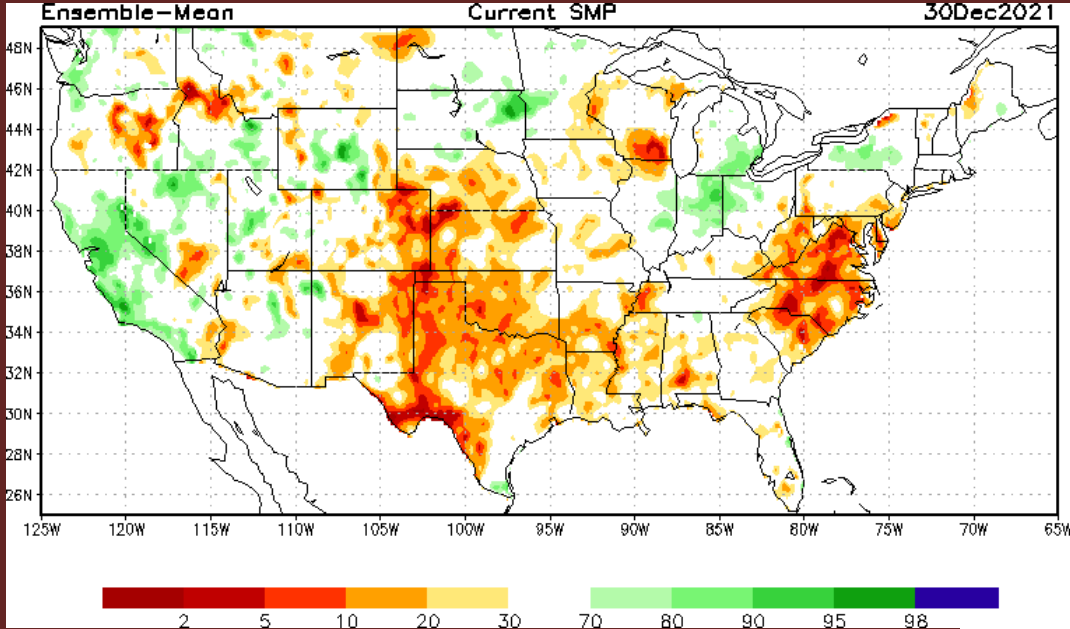 Ensemble-Mean Current SMP 30Dec2021
48N
46N
44N
42N
40N
38N
36N
34N
32N
30N
28N
26N
125W 120W 115W 110W 105W 100W 95W 90W 85W 80W 75W 70W 65W
2 5 10 20 30 70 80 90 95 98